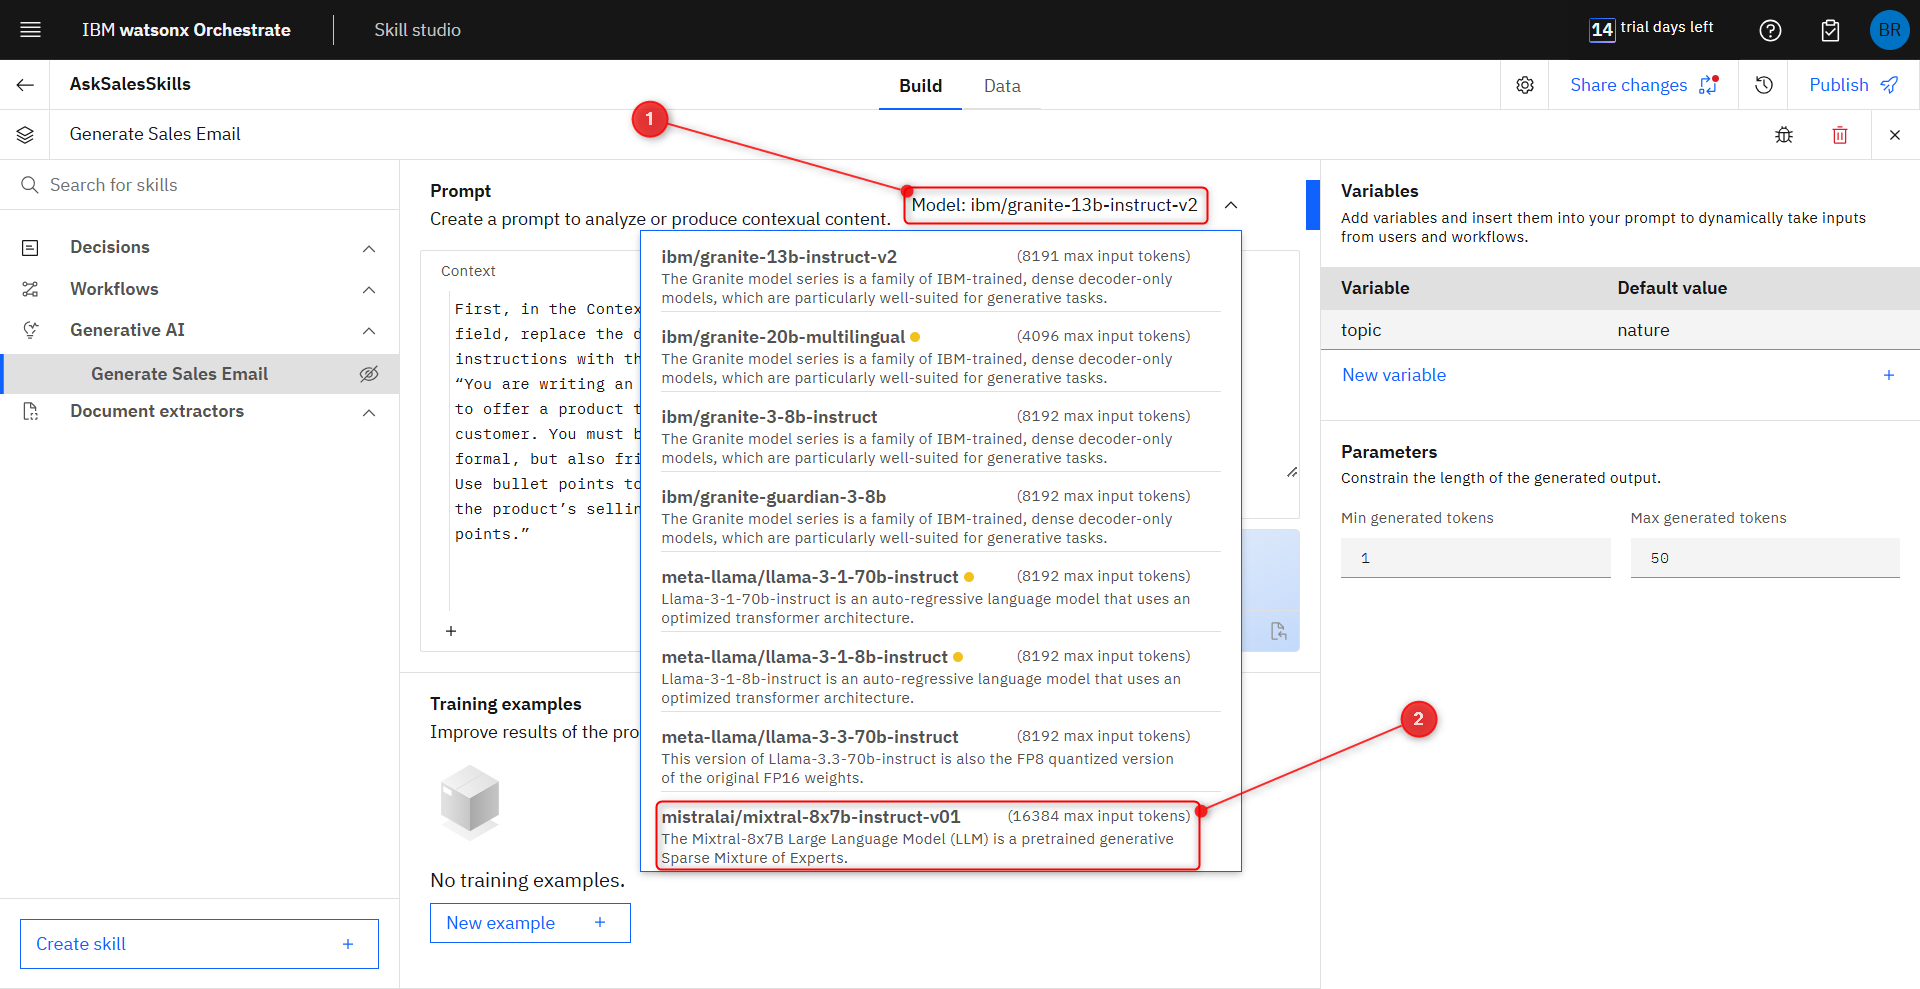 IBM watsonx Orchestrate
Skill studio
14 trial days left
BR
AskSalesSkills
Build
Data
Share changes
Publish
Generate Sales Email
1
Search for skills
Decisions
Workflows
Generative AI
Generate Sales Email
Document extractors
Create skill
Prompt
Create a prompt to analyze or produce contexual content.
Model: ibm/granite-13b-instruct-v2
Context
First, in the Contex
field, replace the d
instructions with th
“You are writing an
to offer a product t
customer. You must b
formal, but also fri
Use bullet points to
the product’s sellin
points.”
ibm/granite-13b-instruct-v2 (8191 max input tokens)
The Granite model series is a family of IBM-trained, dense decoder-only
models, which are particularly well-suited for generative tasks.
ibm/granite-20b-multilingual (4096 max input tokens)
The Granite model series is a family of IBM-trained, dense decoder-only
models, which are particularly well-suited for generative tasks.
ibm/granite-3-8b-instruct (8192 max input tokens)
The Granite model series is a family of IBM-trained, dense decoder-only
models, which are particularly well-suited for generative tasks.
ibm/granite-guardian-3-8b (8192 max input tokens)
The Granite model series is a family of IBM-trained, dense decoder-only
models, which are particularly well-suited for generative tasks.
meta-llama/llama-3-1-70b-instruct (8192 max input tokens)
Llama-3-1-70b-instruct is an auto-regressive language model that uses an
optimized transformer architecture.
meta-llama/llama-3-1-8b-instruct (8192 max input tokens)
Llama-3-1-8b-instruct is an auto-regressive language model that uses an
optimized transformer architecture.
meta-llama/llama-3-3-70b-instruct (8192 max input tokens)
This version of Llama-3.3-70b-instruct is also the FP8 quantized version
of the original FP16 weights.
mistralai/mixtral-8x7b-instruct-v01 (16384 max input tokens)
The Mixtral-8x7B Large Language Model (LLM) is a pretrained generative
Sparse Mixture of Experts.
2
Training examples
Improve results of the pro
No training examples.
New example
Variables
Add variables and insert them into your prompt to dynamically take inputs
from users and workflows.
Variable Default value
topic nature
New variable
Parameters
Constrain the length of the generated output.
Min generated tokens Max generated tokens
1 50